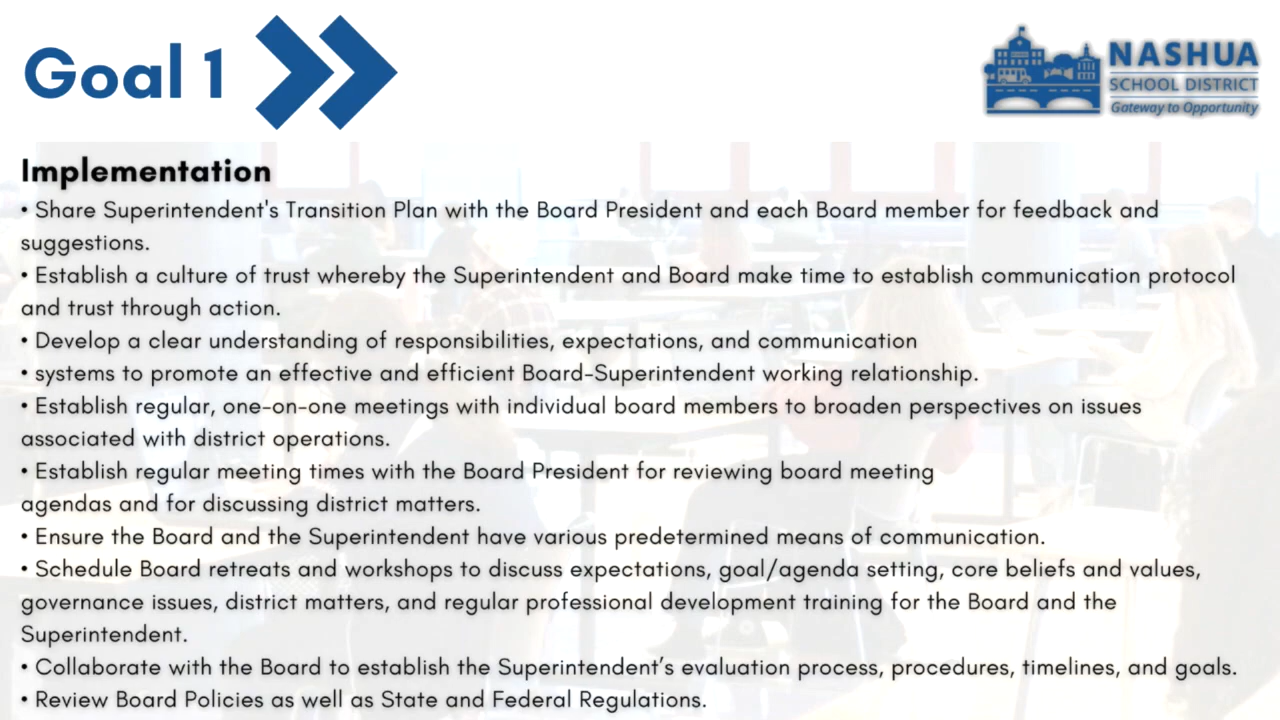 Goal 1
NASHUA
SCHOOL DISTRICT
Gateway to Opportunity
Implementation
• Share Superintendent's Transition Plan with the Board President and each Board member for feedback and
suggestions.
• Establish a culture of trust whereby the Superintendent and Board make time to establish communication protocol
and trust through action.
• Develop a clear understanding of responsibilities, expectations, and communication
• systems to promote an effective and efficient Board-Superintendent working relationship.
• Establish regular, one-on-one meetings with individual board members to broaden perspectives on issues
associated with district operations.
• Establish regular meeting times with the Board President for reviewing board meeting
agendas and for discussing district matters.
• Ensure the Board and the Superintendent have various predetermined means of communication.
• Schedule Board retreats and workshops to discuss expectations, goal/agenda setting, core beliefs and values,
governance issues, district matters, and regular professional development training for the Board and the
Superintendent.
• Collaborate with the Board to establish the Superintendent’s evaluation process, procedures, timelines, and goals.
• Review Board Policies as well as State and Federal Regulations.